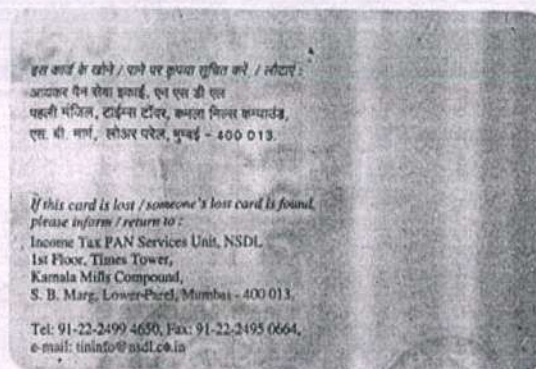 इस कार्ड के खोने / पाने पर कृपया सूचित करें / लौटाएं :
आयकर पैन सेवा इकाई, एन एस डी एल
पहली मंजिल, टाईम्स टॉवर, कमला मिल्स कम्पाउंड,
एस. बी. मार्ग, लोअर परेल, मुम्बई - 400 013.
If this card is lost / someone's lost card is found,
please inform / return to :
Income Tax PAN Services Unit, NSDL
1st Floor, Times Tower,
Kamala Mills Compound,
S. B. Marg, Lower Parel, Mumbai - 400 013.
Tel: 91-22-2499 4650, Fax: 91-22-2495 0664,
e-mail: tininfo@nsdl.co.in